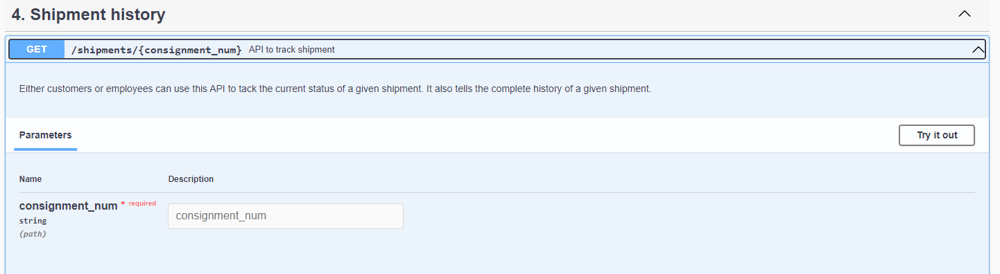 4. Shipment history
GET /shipments/{consignment_num} API to track shipment
Either customers or employees can use this API to tack the current status of a given shipment. It also tells the complete history of a given shipment.
Parameters
Try it out
Name Description
consignment_num * required
string
(path)
consignment_num